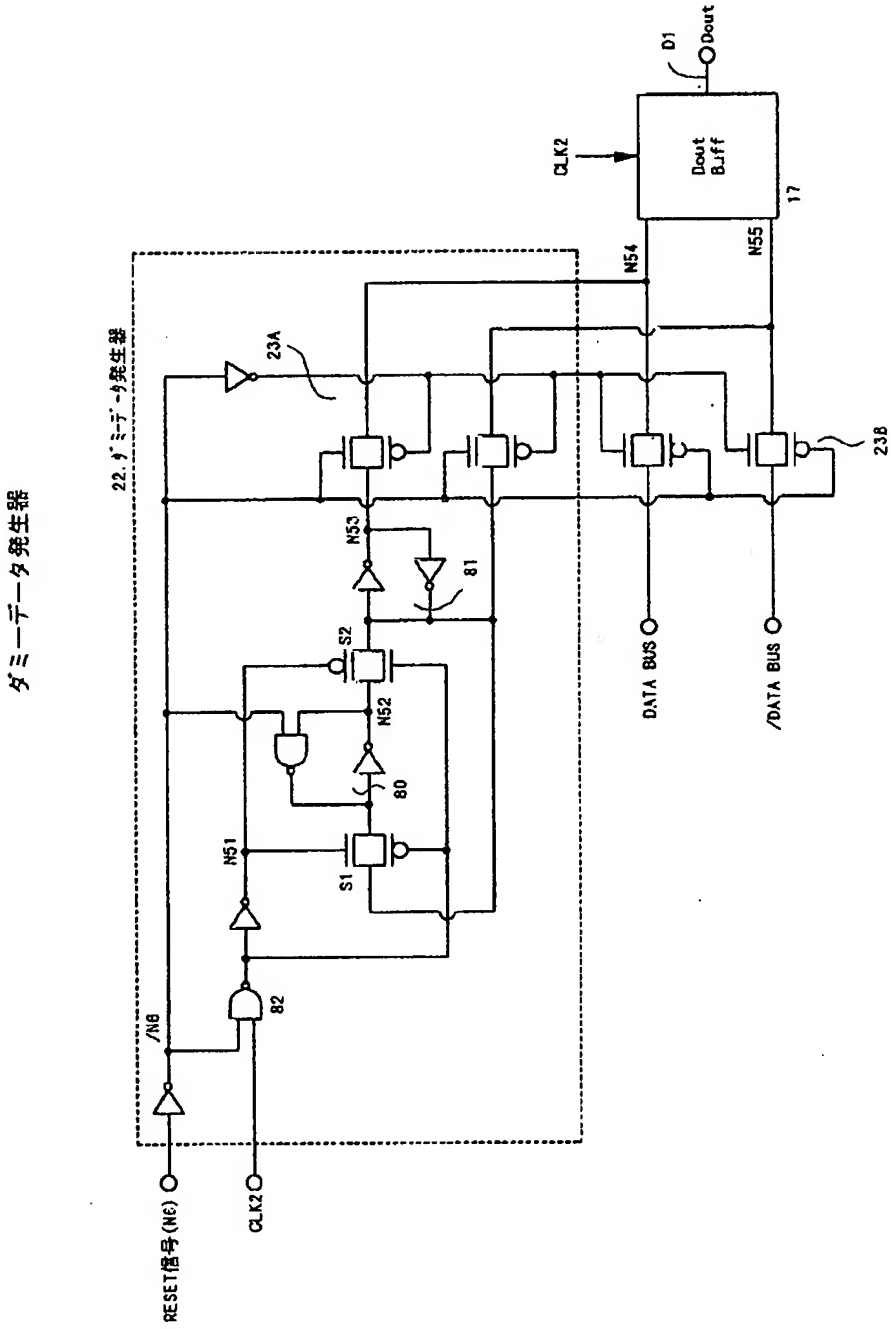 ダミーデータ発生器
22.ダミーデータ発生器
RESET信号(N6)
/N6
CLK2
82
N51
S1
80
N52
S2
81
N53
23A
DATA BUS
/DATA BUS
23B
N54
N55
CLK2
Dout
Buff
17
D1
Dout